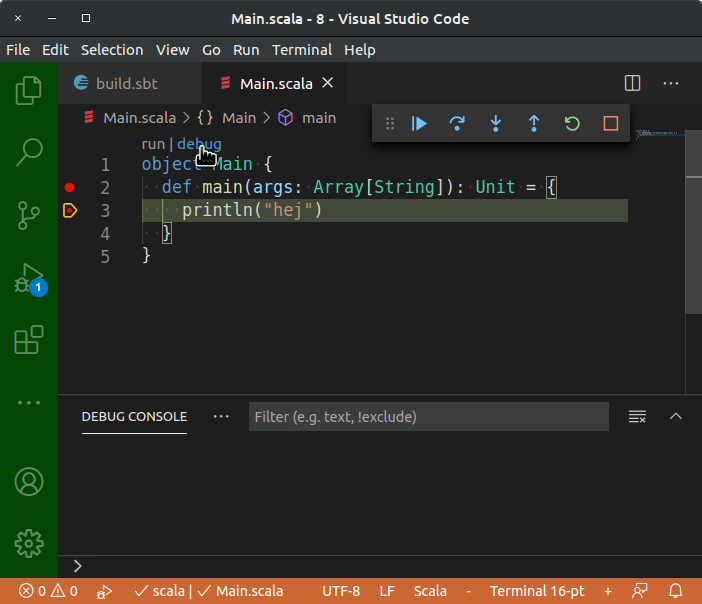 Main.scala - 8 - Visual Studio Code
File Edit Selection View Go Run Terminal Help
build.sbt Main.scala
Main.scala > {} Main > main
run | debug
1 object Main {
2 def main(args: Array[String]): Unit = {
3 println("hej")
4 }
5 }
1
DEBUG CONSOLE ··· Filter (e.g. text, !exclude)
>
0 0 scala | Main.scala UTF-8 LF Scala - Terminal 16-pt +